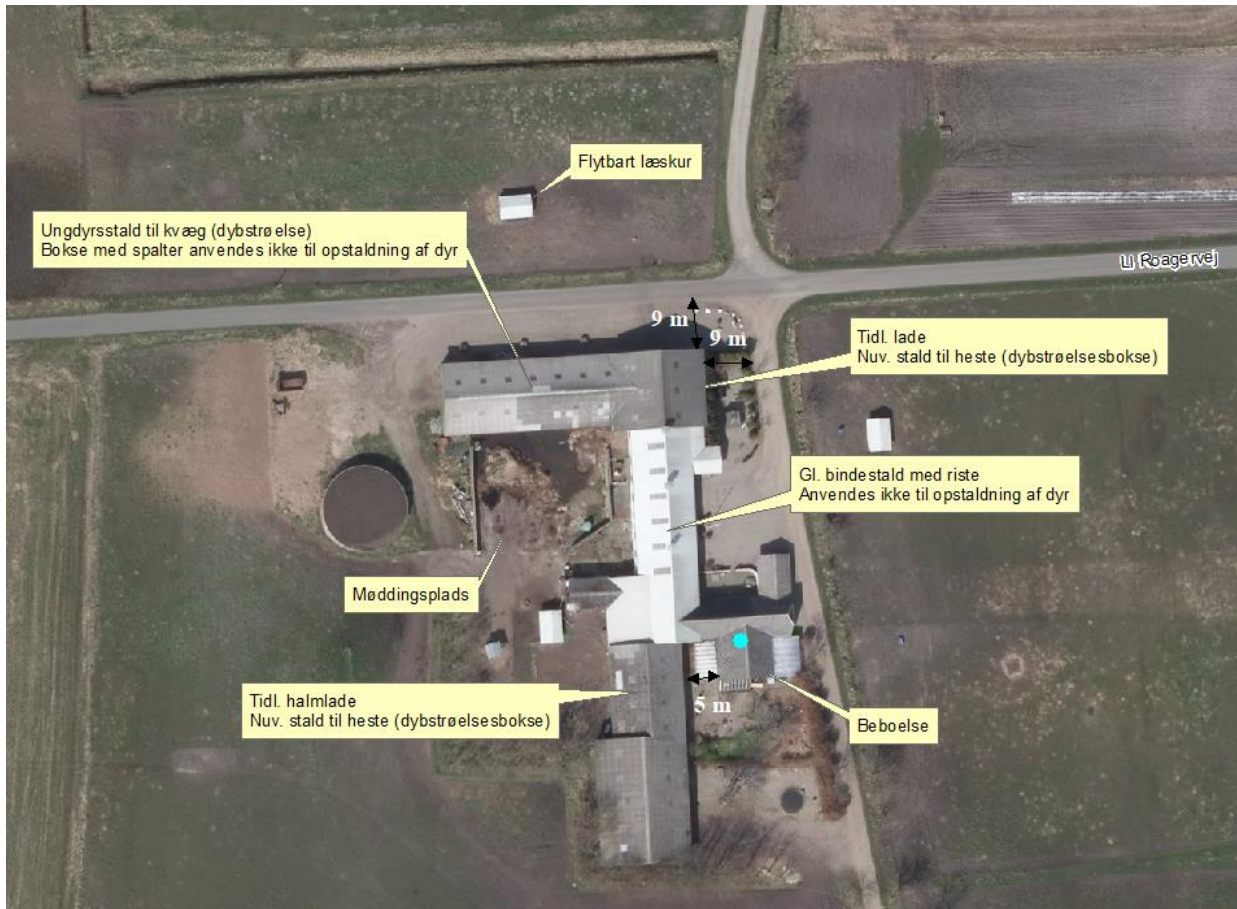 Flytbart læskur
Ungdyrsstald til kvæg (dybstrøelse)
Bokse med spalter anvendes ikke til opstaldning af dyr
Ll Roagervej
9 m
9 m
Tidl. lade
Nuv. stald til heste (dybstrøelsesbokse)
Gl. bindestald med riste
Anvendes ikke til opstaldning af dyr
Møddingsplads
Tidl. halmlade
Nuv. stald til heste (dybstrøelsesbokse)
5 m
Beboelse